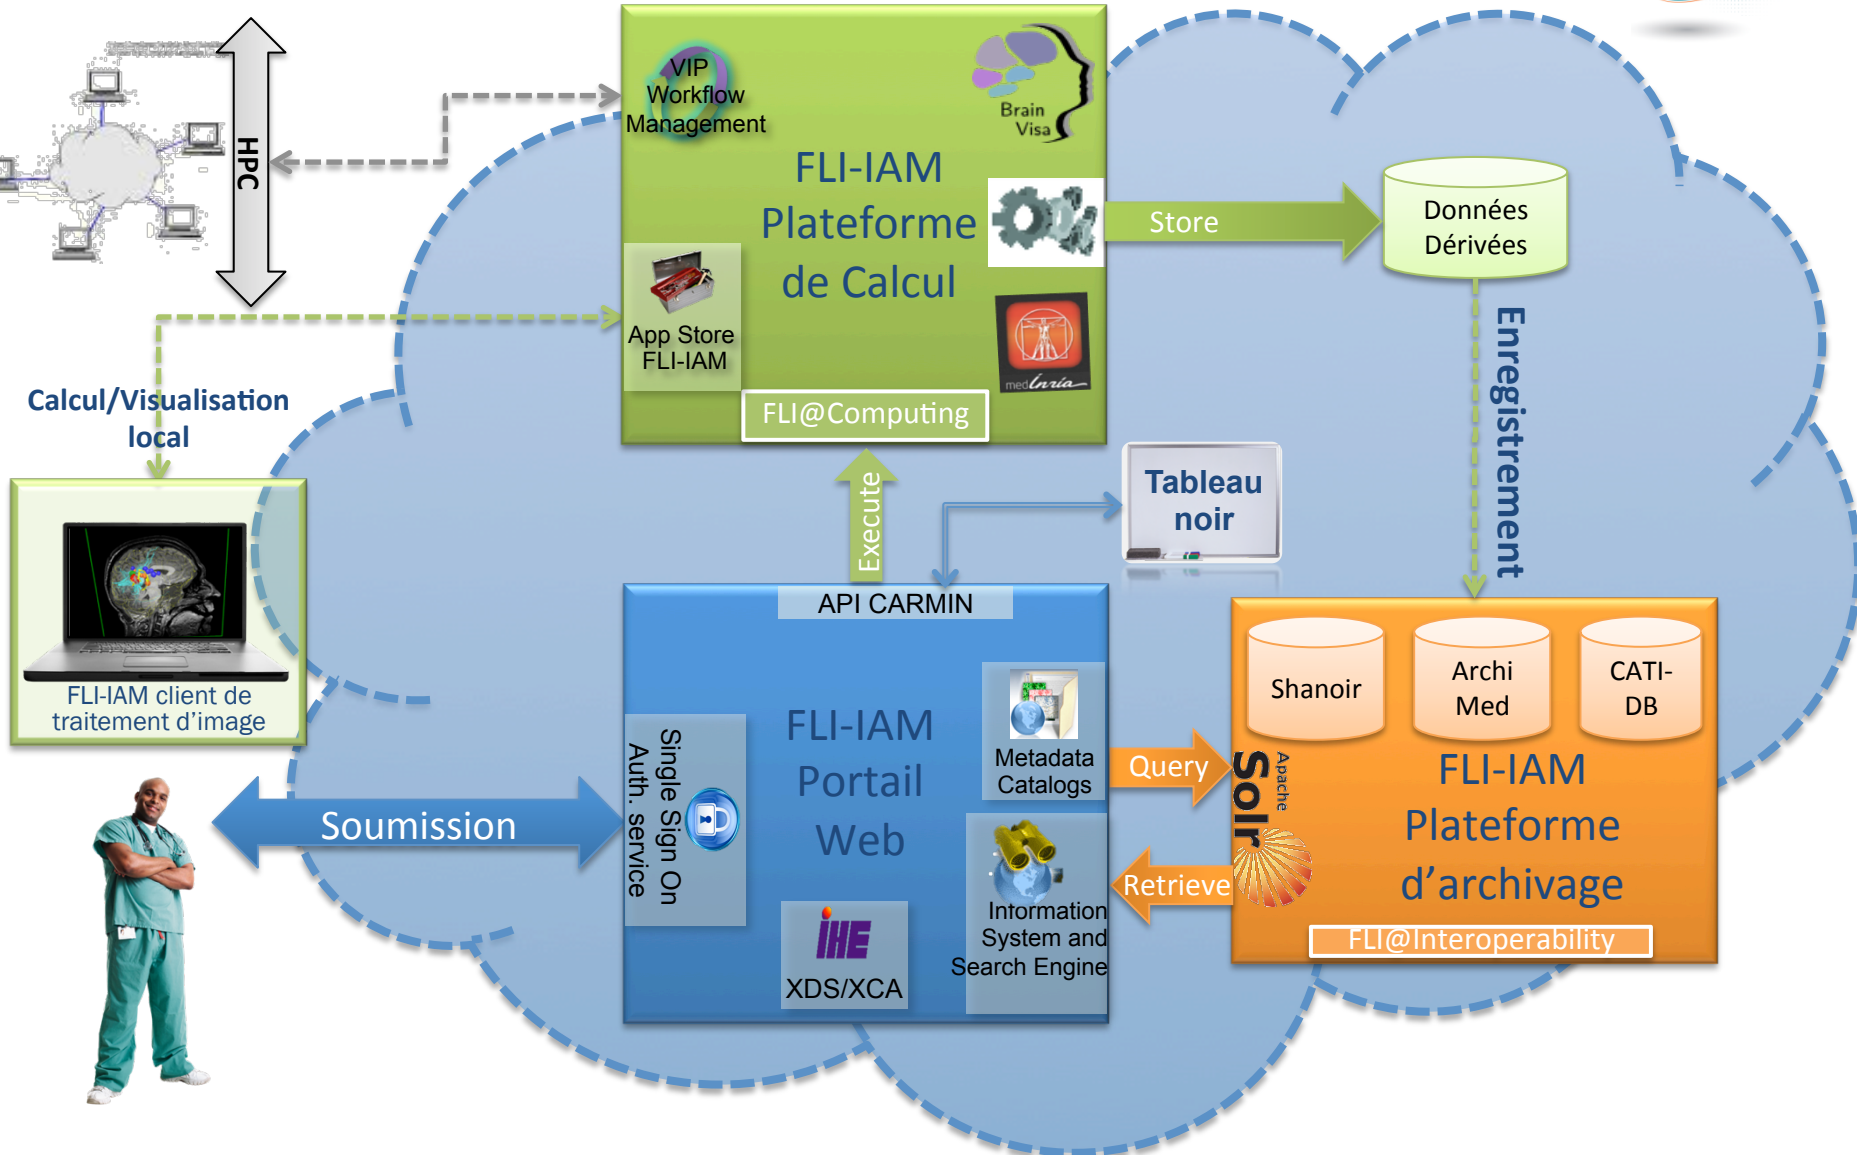 HPC
VIP
Workflow
Management
Brain
Visa
FLI-IAM
Plateforme
de Calcul
App Store
FLI-IAM
medInria
FLI@Computing
Store
Données
Dérivées
Enregistrement
Calcul/Visualisation
local
FLI-IAM client de
traitement d’image
Execute
Tableau
noir
API CARMIN
FLI-IAM
Portail
Web
Single Sign On
Auth. service
Metadata
Catalogs
Information
System and
Search Engine
IHE
XDS/XCA
Soumission
Query
Retrieve
Shanoir
Archi
Med
CATI-
DB
Apache
Solr
FLI-IAM
Plateforme
d’archivage
FLI@Interoperability